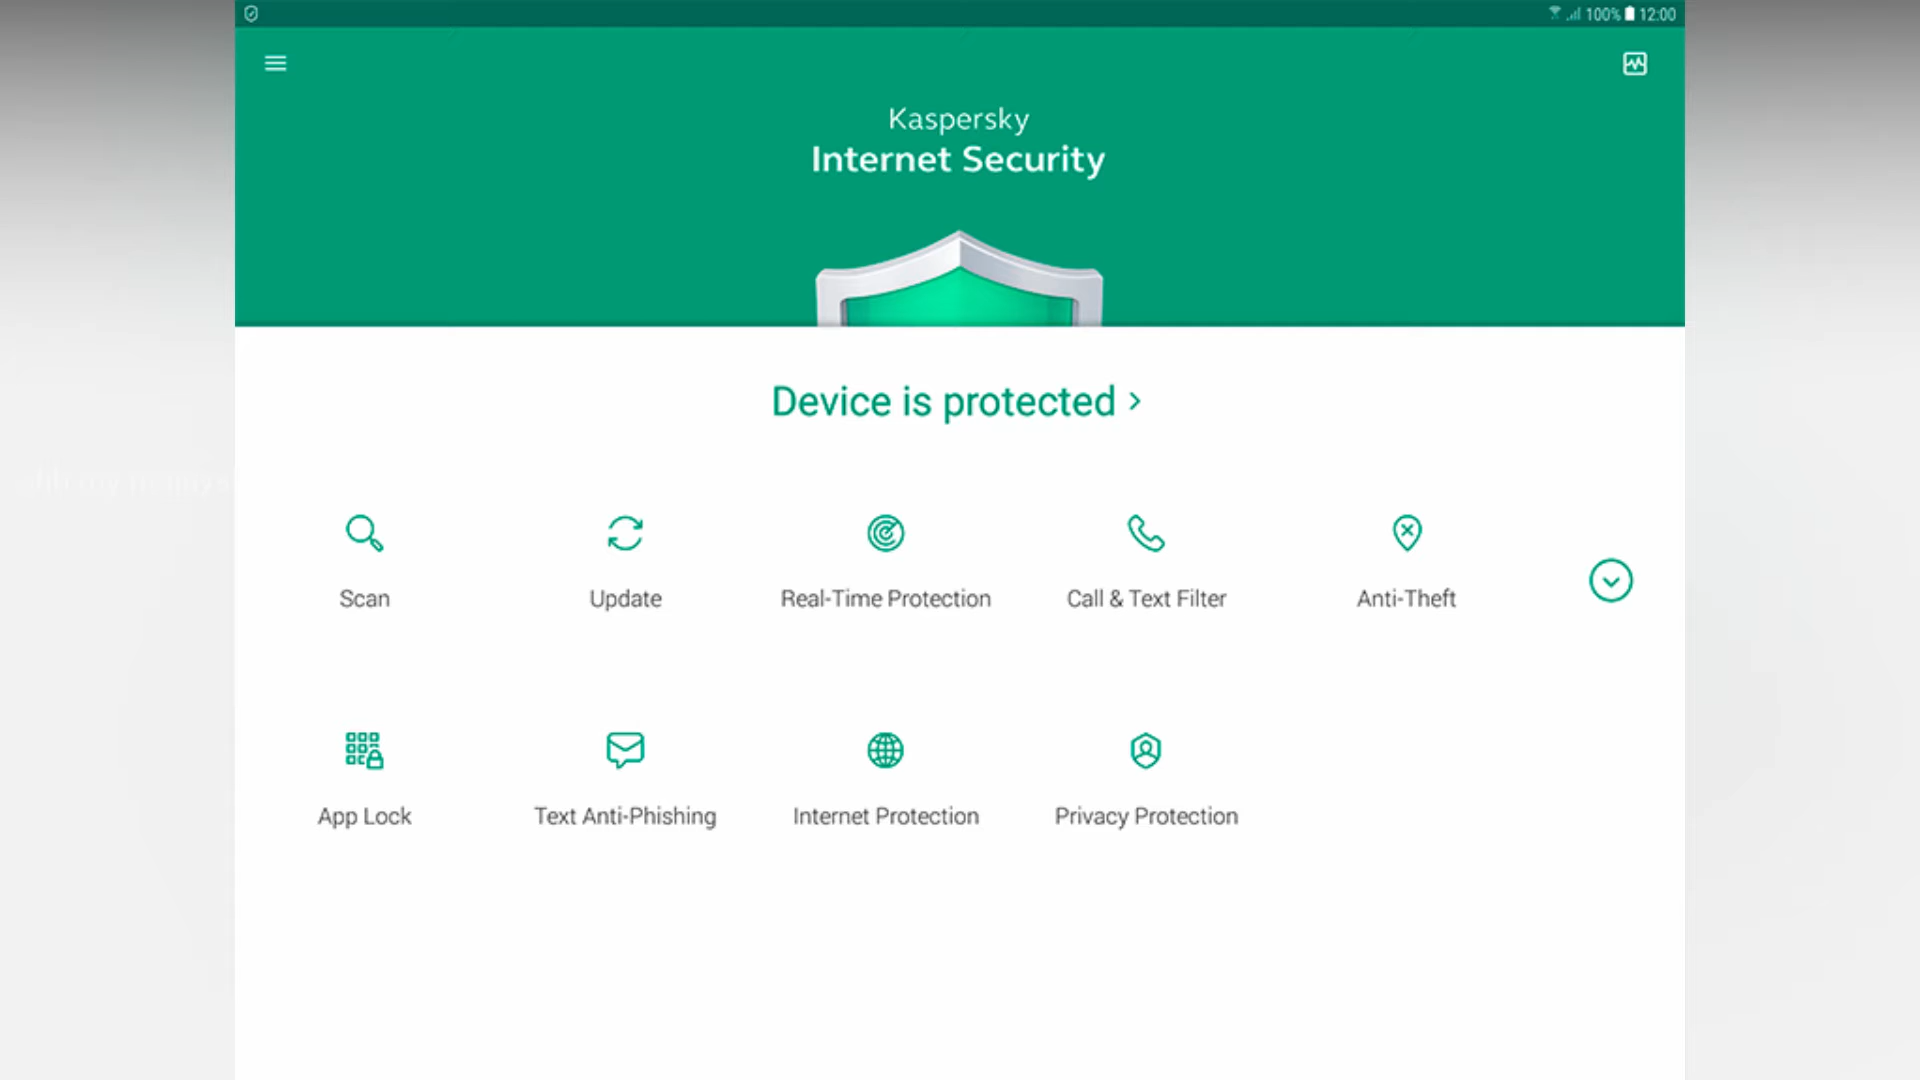 100% 12:00
Kaspersky
Internet Security
Device is protected
Scan
Update
Real-Time Protection
Call & Text Filter
Anti-Theft
App Lock
Text Anti-Phishing
Internet Protection
Privacy Protection